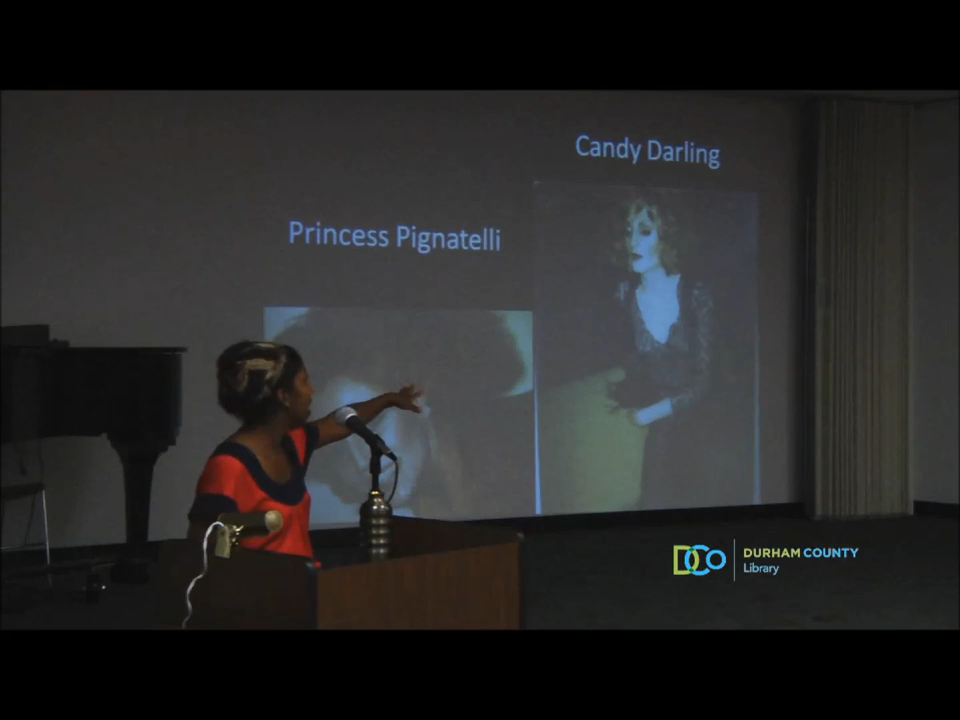 Candy Darling
Princess Pignatelli
DCo
DURHAM COUNTY
Library